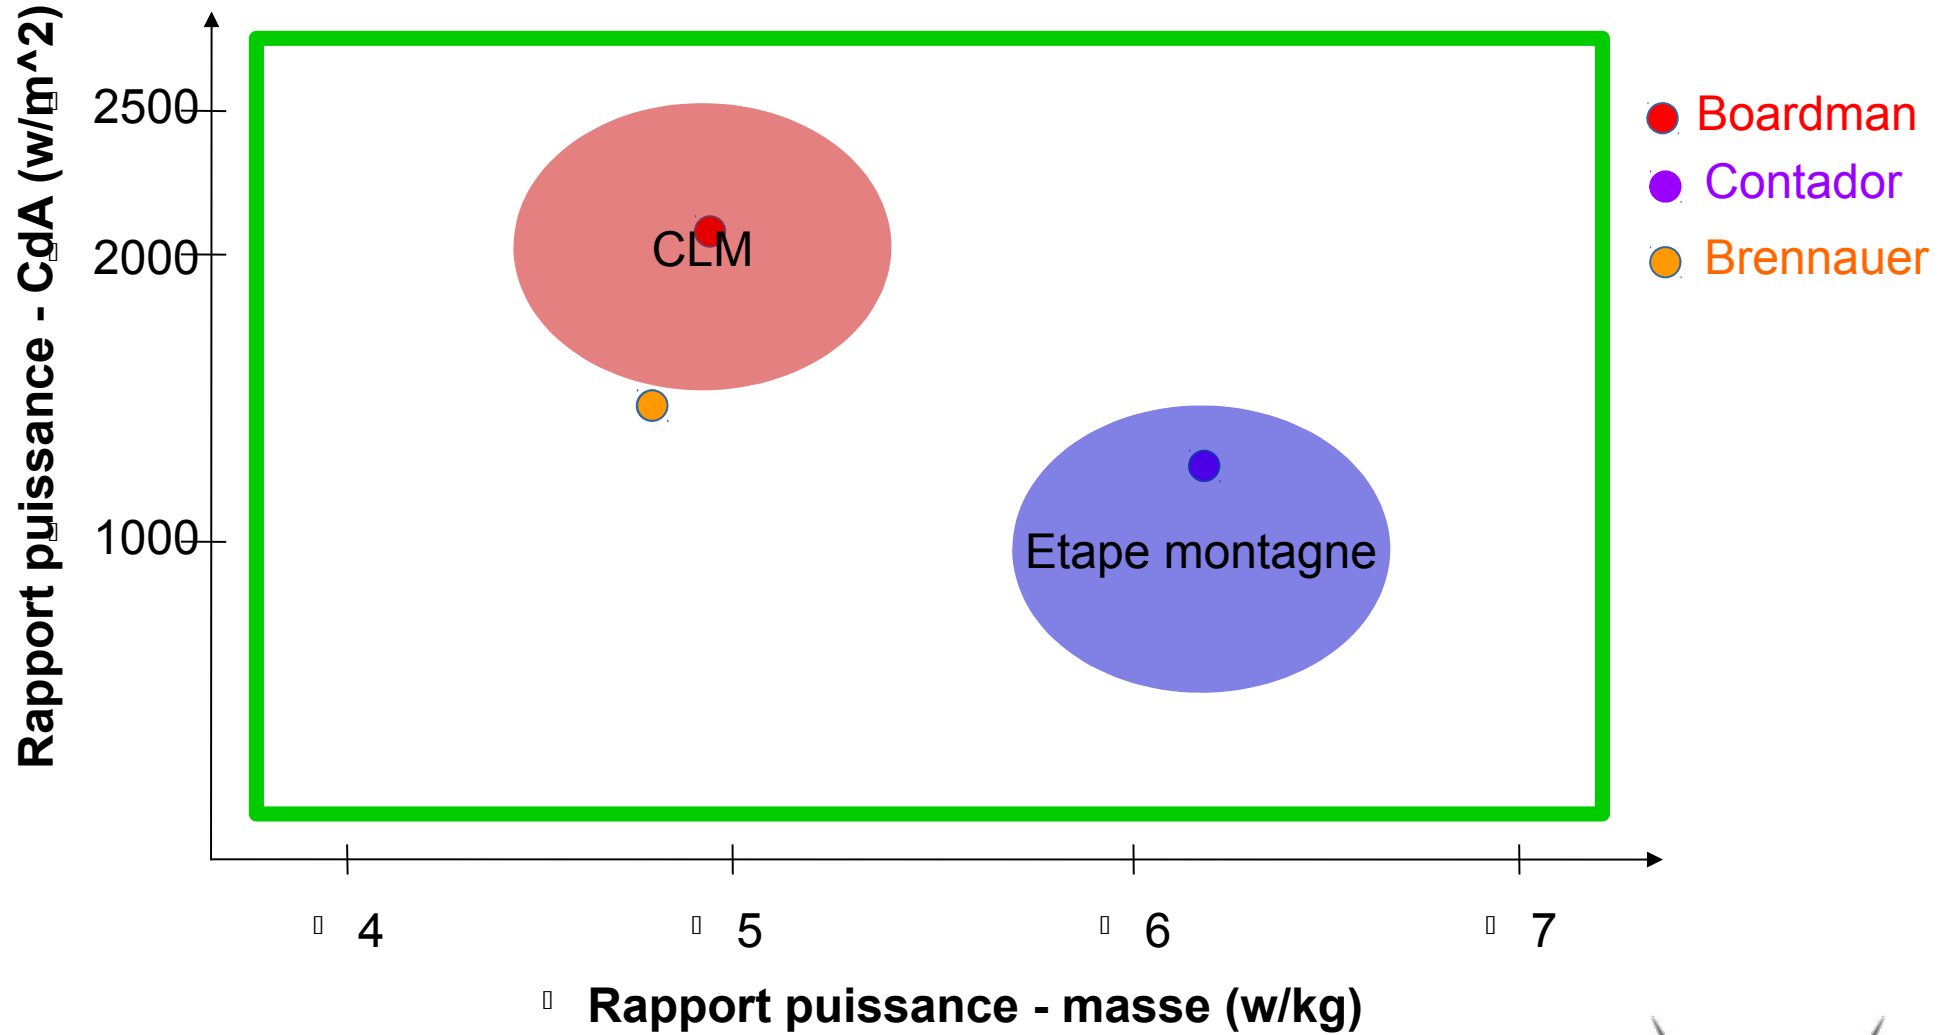 Rapport puissance - CdA (w/m^2)
2500
2000
1000
CLM
Etape montagne
Boardman
Contador
Brennauer
4
5
6
7
Rapport puissance - masse (w/kg)